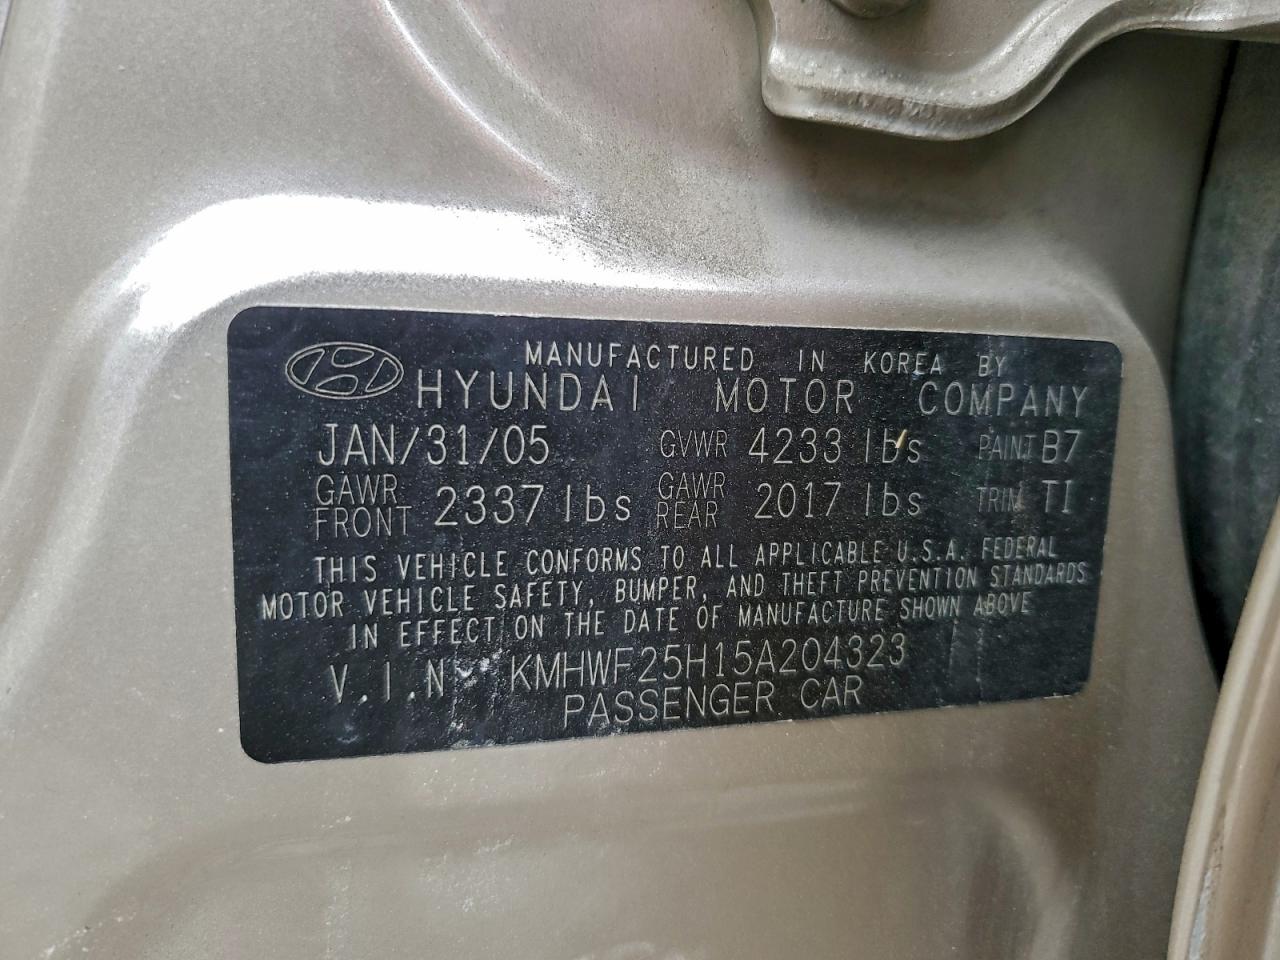 MANUFACTURED IN KOREA BY
HYUNDAI MOTOR COMPANY
JAN/31/05 GVWR 4233 lbs PAINT B7
GAWR FRONT 2337 lbs GAWR REAR 2017 lbs TRIM TI
THIS VEHICLE CONFORMS TO ALL APPLICABLE U.S.A. FEDERAL
MOTOR VEHICLE SAFETY, BUMPER, AND THEFT PREVENTION STANDARDS
IN EFFECT ON THE DATE OF MANUFACTURE SHOWN ABOVE
V.I.N KMHWF25H15A204323
PASSENGER CAR